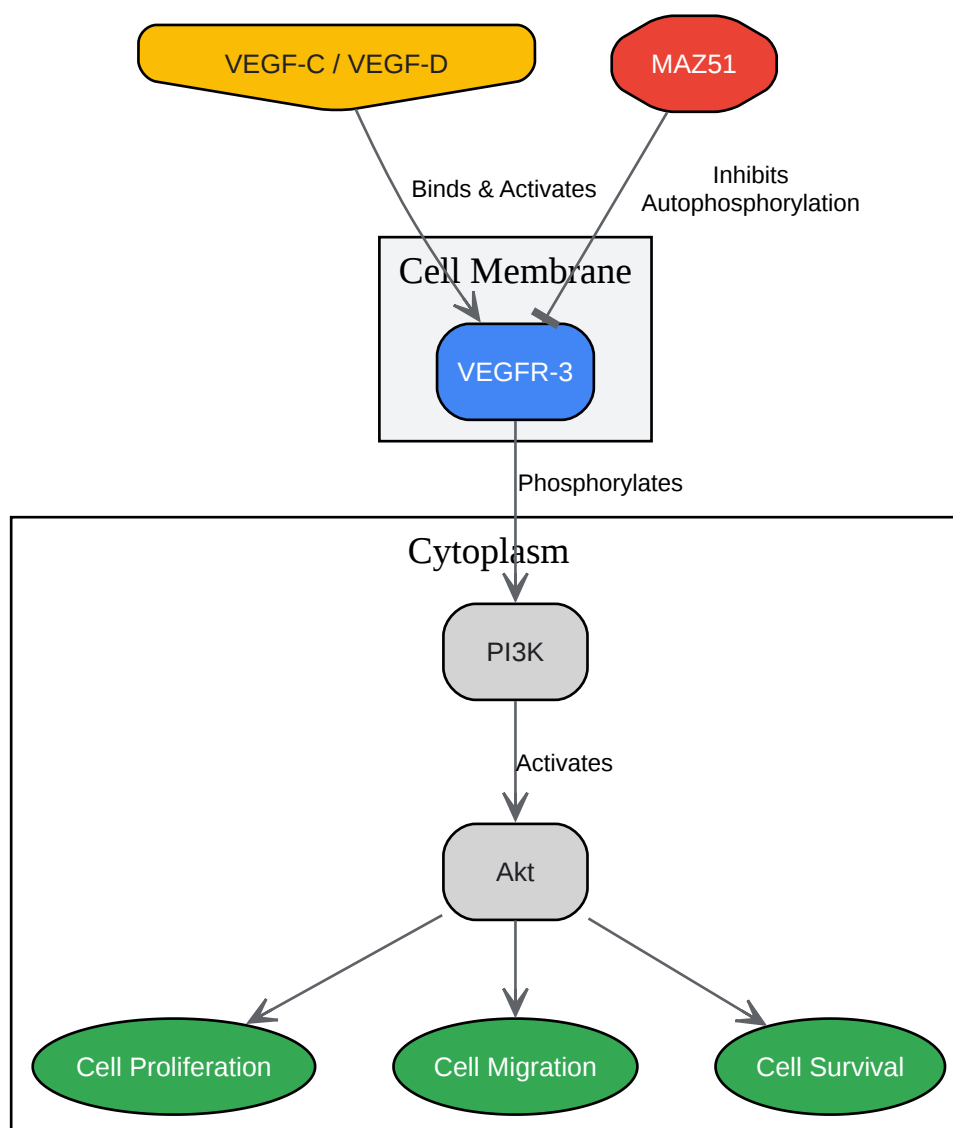 VEGF-C / VEGF-D
MAZ51
Binds & Activates
Inhibits
Autophosphorylation
Cell Membrane
VEGFR-3
Phosphorylates
Cytoplasm
PI3K
Activates
Akt
Cell Proliferation
Cell Migration
Cell Survival